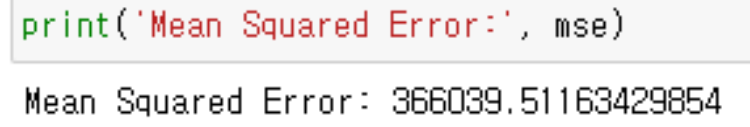 print('Mean Squared Error:', mse)
Mean Squared Error: 366039.51163429854